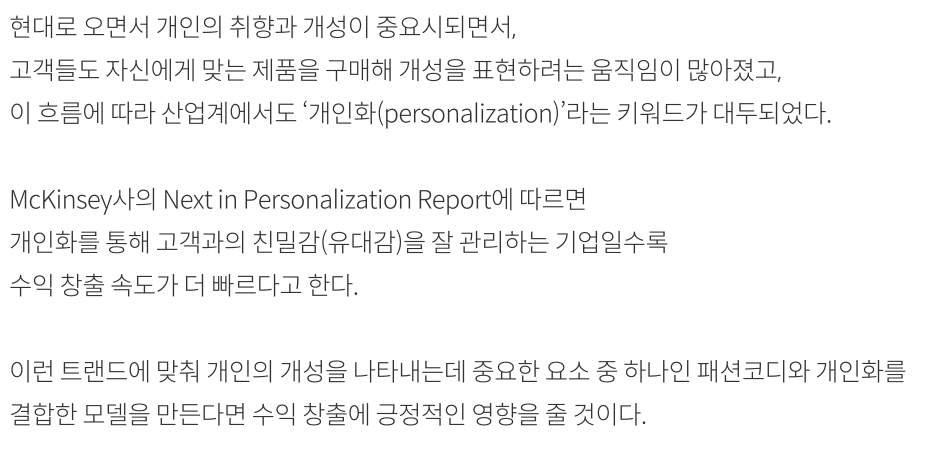 현대로 오면서 개인의 취향과 개성이 중요시되면서,
고객들도 자신에게 맞는 제품을 구매해 개성을 표현하려는 움직임이 많아졌고,
이 흐름에 따라 산업계에서도 ‘개인화(personalization)’라는 키워드가 대두되었다.
McKinsey사의 Next in Personalization Report에 따르면
개인화를 통해 고객과의 친밀감(유대감)을 잘 관리하는 기업일수록
수익 창출 속도가 더 빠르다고 한다.
이런 트랜드에 맞춰 개인의 개성을 나타내는데 중요한 요소 중 하나인 패션코디와 개인화를
결합한 모델을 만든다면 수익 창출에 긍정적인 영향을 줄 것이다.